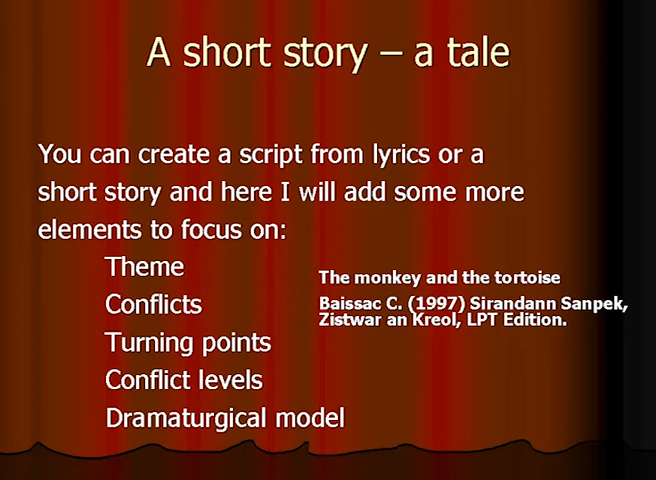 A short story – a tale
You can create a script from lyrics or a
short story and here I will add some more
elements to focus on:
Theme
Conflicts
Turning points
Conflict levels
Dramaturgical model
The monkey and the tortoise
Baissac C. (1997) Sirandann Sanpek,
Zistwar an Kreol, LPT Edition.